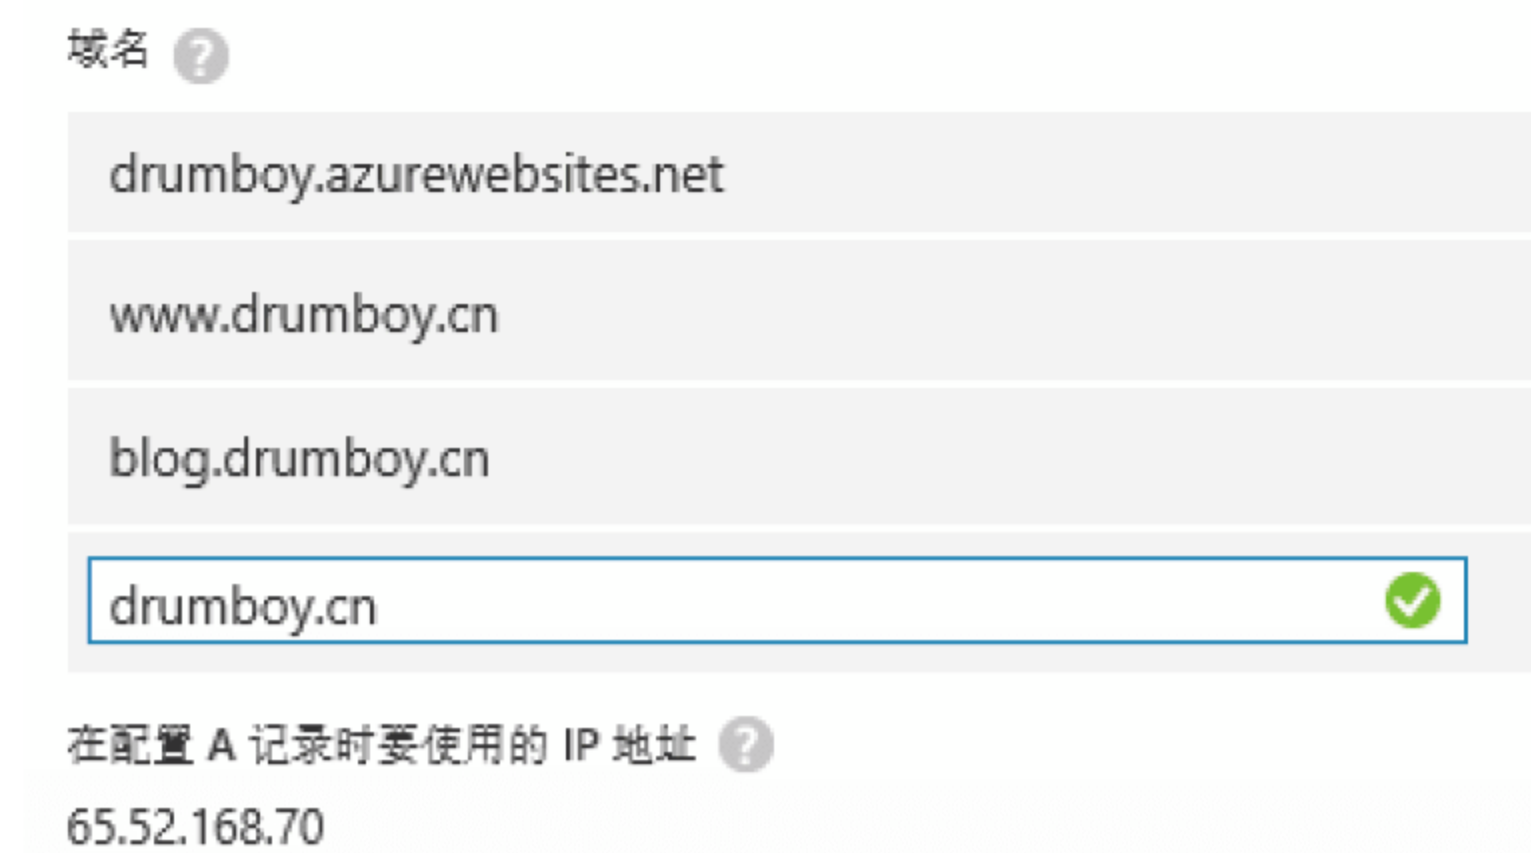 域名
drumboy.azurewebsites.net
www.drumboy.cn
blog.drumboy.cn
drumboy.cn
在配置 A 记录时要使用的 IP 地址
65.52.168.70